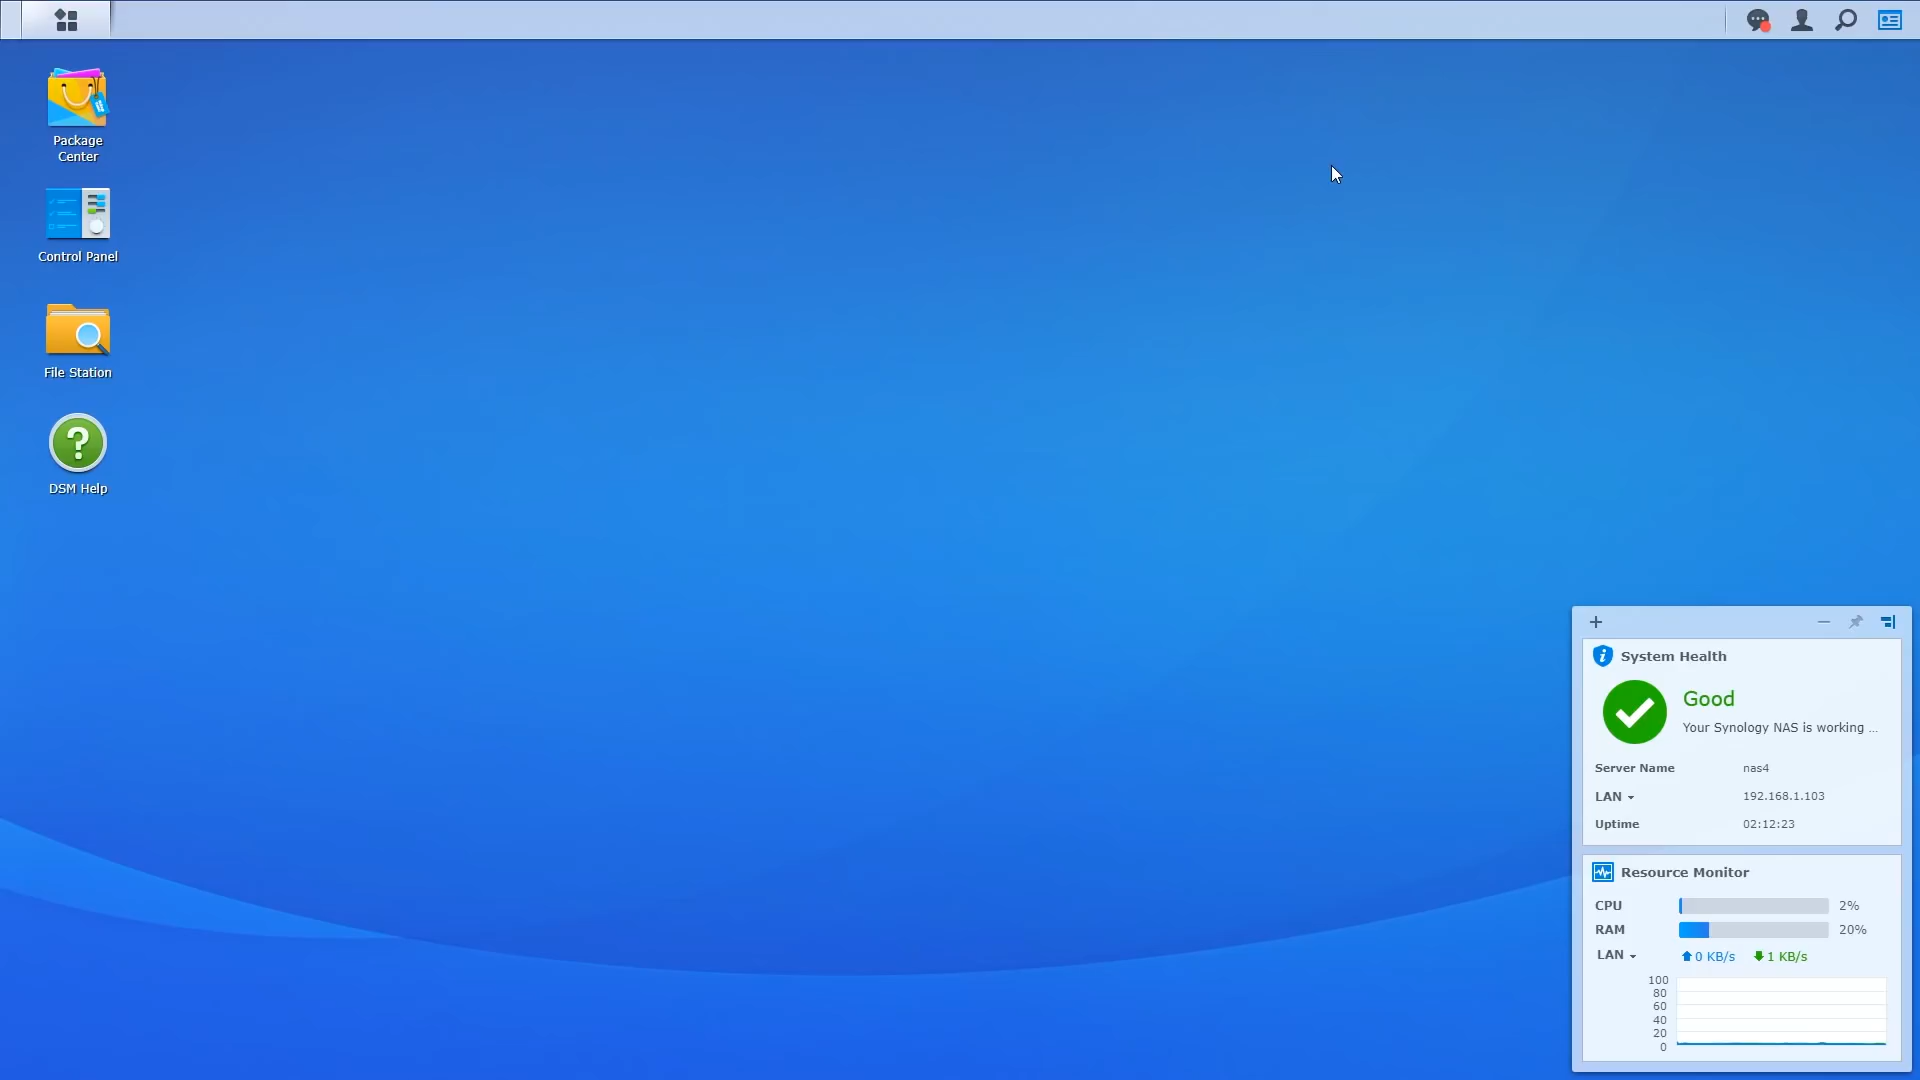 Package
Center
Control Panel
File Station
DSM Help
System Health
Good
Your Synology NAS is working ...
Server Name nas4
LAN 192.168.1.103
Uptime 02:12:23
Resource Monitor
CPU 2%
RAM 20%
LAN 0 KB/s 1 KB/s
100
80
60
40
20
0